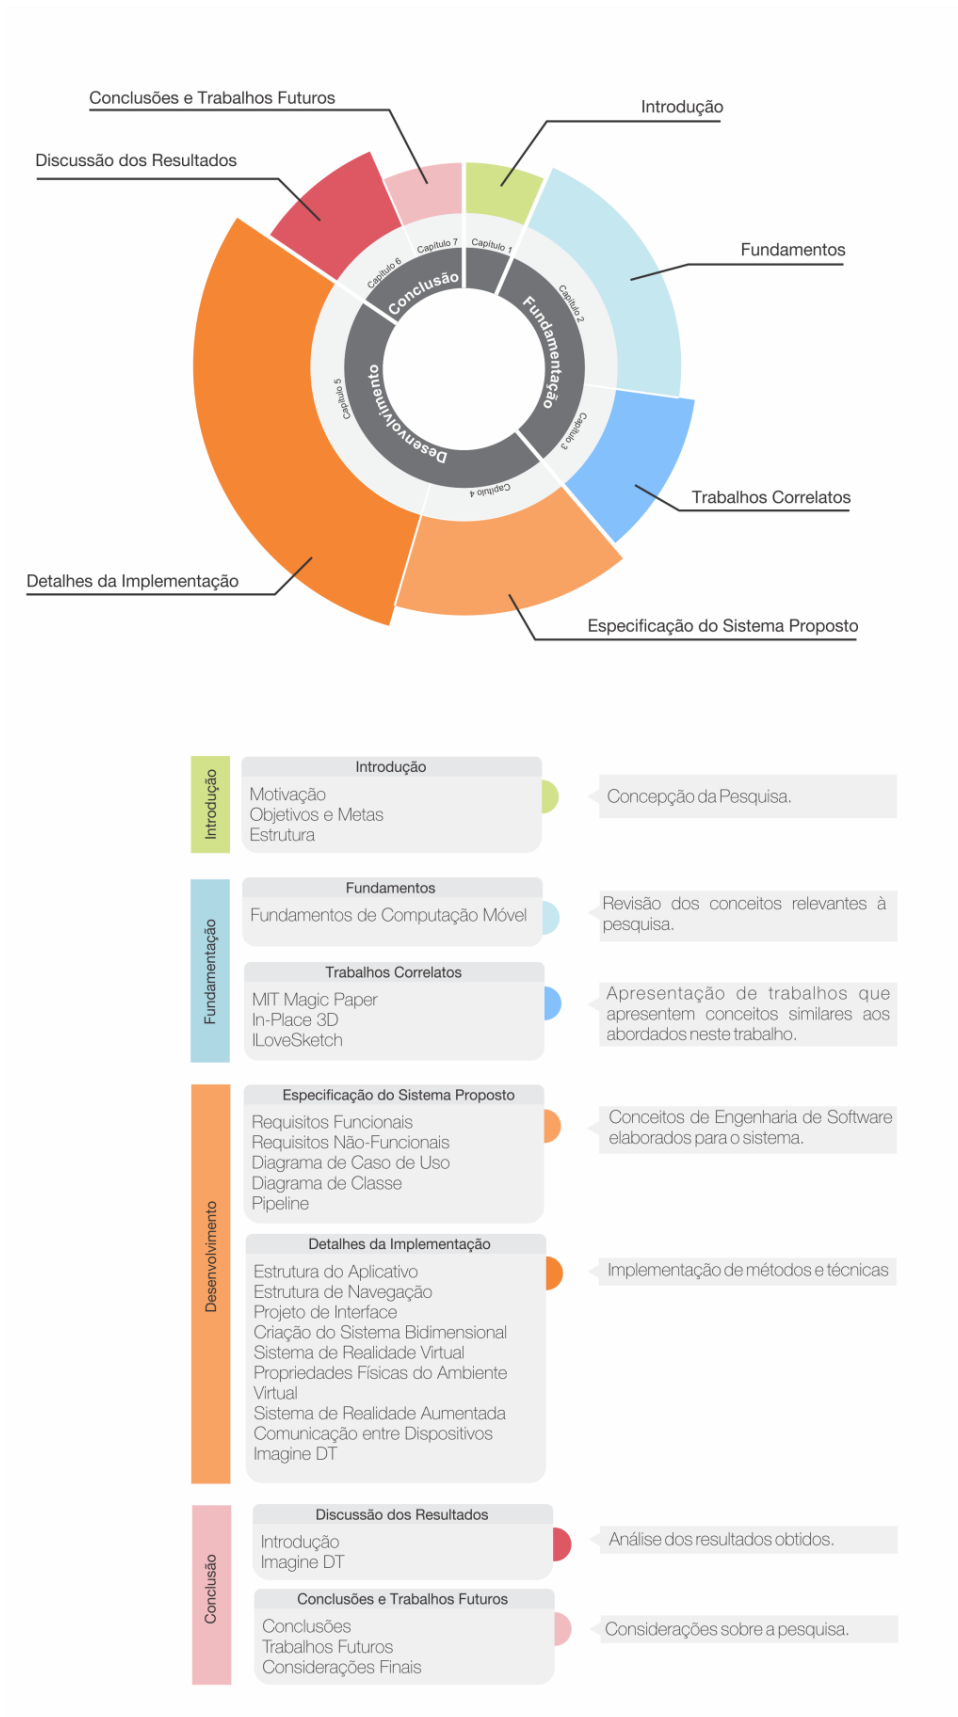 Conclusões e Trabalhos Futuros
Introdução
Discussão dos Resultados
Fundamentos
Capítulo 7
Capítulo 1
Capítulo 6
Conclusão
Capítulo 2
Fundamentação
Capítulo 5
Desenvolvimento
Capítulo 3
Capítulo 4
Trabalhos Correlatos
Detalhes da Implementação
Especificação do Sistema Proposto
Introdução
Introdução
Motivação
Objetivos e Metas
Estrutura
Concepção da Pesquisa.
Fundamentação
Fundamentos
Fundamentos de Computação Móvel
Revisão dos conceitos relevantes à
pesquisa.
Trabalhos Correlatos
MIT Magic Paper
In-Place 3D
ILoveSketch
Apresentação de trabalhos que
apresentem conceitos similares aos
abordados neste trabalho.
Desenvolvimento
Especificação do Sistema Proposto
Requisitos Funcionais
Requisitos Não-Funcionais
Diagrama de Caso de Uso
Diagrama de Classe
Pipeline
Conceitos de Engenharia de Software
elaborados para o sistema.
Detalhes da Implementação
Estrutura do Aplicativo
Estrutura de Navegação
Projeto de Interface
Criação do Sistema Bidimensional
Sistema de Realidade Virtual
Propriedades Físicas do Ambiente
Virtual
Sistema de Realidade Aumentada
Comunicação entre Dispositivos
Imagine DT
Implementação de métodos e técnicas
Conclusão
Discussão dos Resultados
Introdução
Imagine DT
Análise dos resultados obtidos.
Conclusões e Trabalhos Futuros
Conclusões
Trabalhos Futuros
Considerações Finais
Considerações sobre a pesquisa.